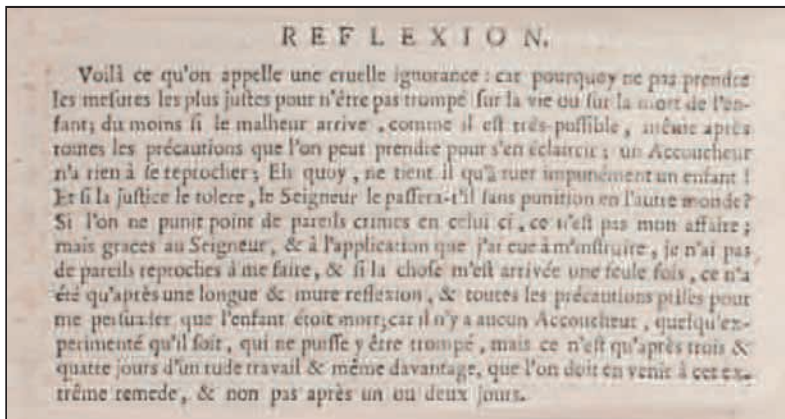 REFLEXION.
Voilà ce qu'on appelle une cruelle ignorance : car pourquoy ne pas prendre
les meſures les plus juſtes pour n'être pas trompé ſur la vie ou ſur la mort de l'en-
fant; du moins ſi le malheur arrive, comme il eſt très-poſſible, même après
toutes les précautions que l'on peut prendre pour s'en éclaircir; un Accoucheur
n'a rien à ſe reprocher; Eh quoy, ne tient il qu'à tuer impunément un enfant!
Et ſi la juſtice le tolere, le Seigneur le paſſera-t'il ſans punition en l'autre monde?
Si l'on ne punit point de pareils crimes en celui ci, ce n'eſt pas mon affaire;
mais graces au Seigneur, & à l'application que j'ai eue à m'inſtruire, je n'ai pas
de pareils reproches à me faire, & ſi la choſe m'eſt arrivée une ſeule fois, ce n'a
été qu'après une longue & mure reflexion, & toutes les précautions priſes pour
me perſuader que l'enfant étoit mort; car il n'y a aucun Accoucheur, quelqu'ex-
perimenté qu'il ſoit, qui ne puiſſe y être trompé, mais ce n'eſt qu'après trois &
quatre jours d'un rude travail & même davantage, que l'on doit en venir à cet ex-
trême remede, & non pas après un ou deux jours.